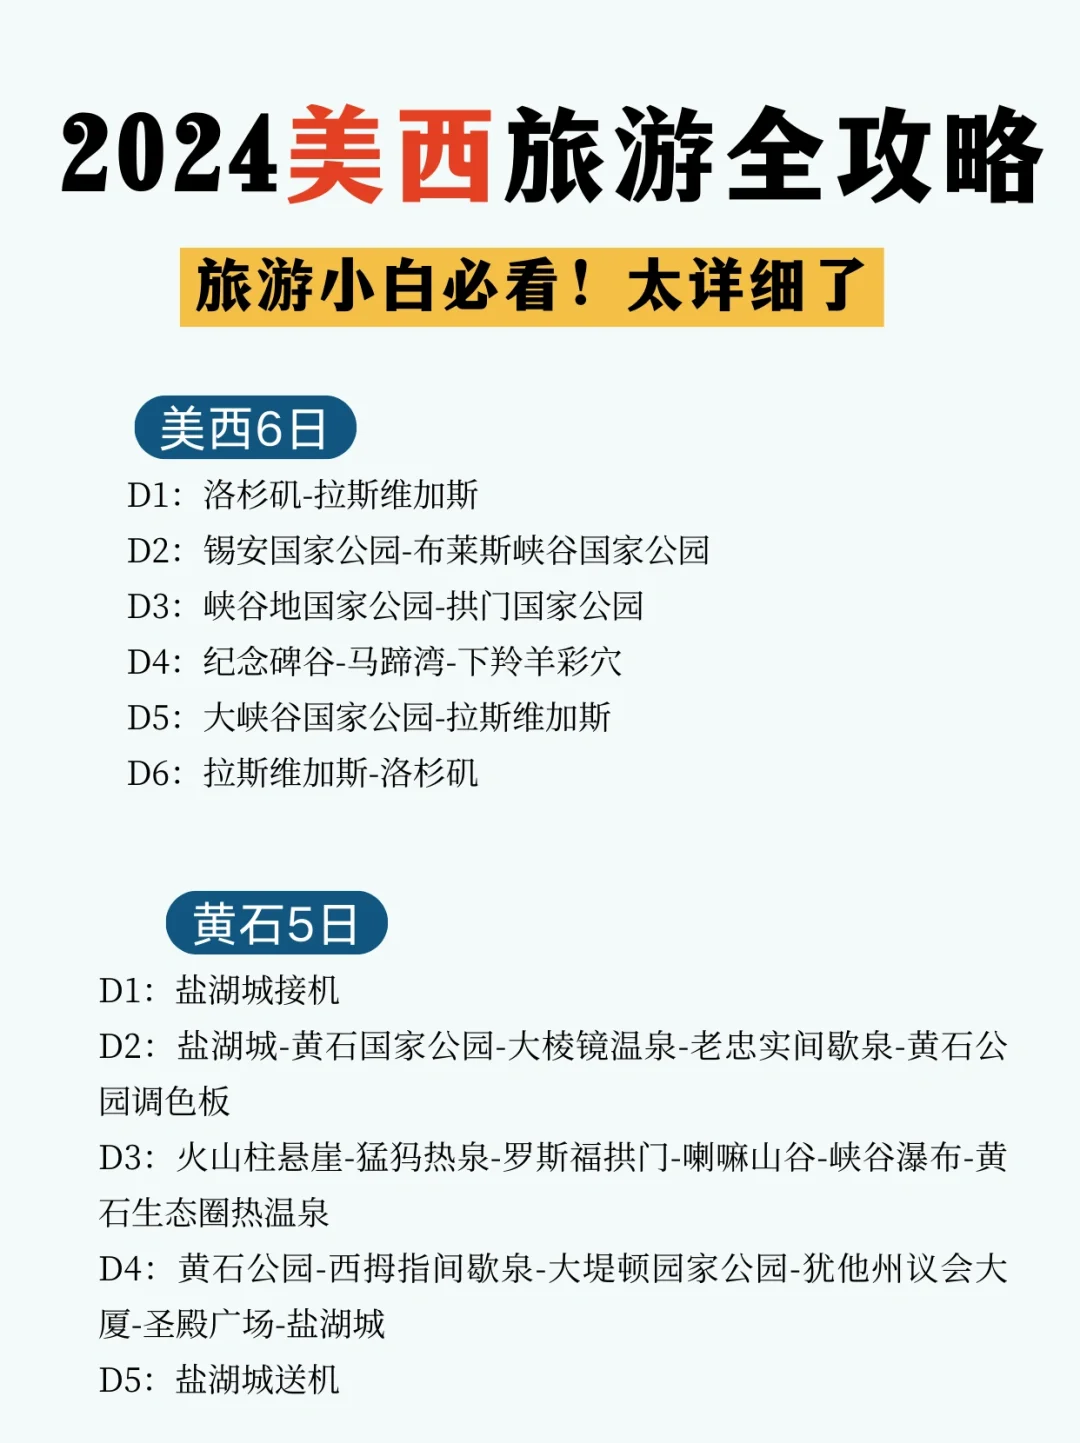 2024美西旅游全攻略
旅游小白必看！太详细了
美西6日
D1：洛杉矶-拉斯维加斯
D2：锡安国家公园-布莱斯峡谷国家公园
D3：峡谷地国家公园-拱门国家公园
D4：纪念碑谷-马蹄湾-下羚羊彩穴
D5：大峡谷国家公园-拉斯维加斯
D6：拉斯维加斯-洛杉矶
黄石5日
D1：盐湖城接机
D2：盐湖城-黄石国家公园-大棱镜温泉-老忠实间歇泉-黄石公
园调色板
D3：火山柱悬崖-猛犸热泉-罗斯福拱门-喇嘛山谷-峡谷瀑布-黄
石生态圈热温泉
D4：黄石公园-西拇指间歇泉-大堤顿园家公园-犹他州议会大
厦-圣殿广场-盐湖城
D5：盐湖城送机